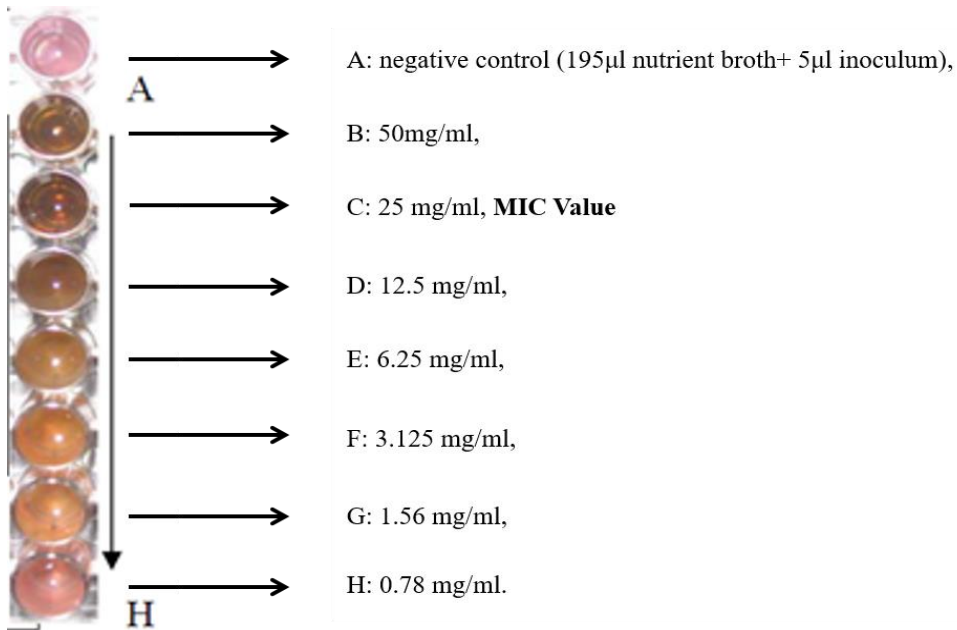 A: negative control (195μl nutrient broth+ 5μl inoculum),
A
B: 50mg/ml,
C: 25 mg/ml, MIC Value
D: 12.5 mg/ml,
E: 6.25 mg/ml,
F: 3.125 mg/ml,
G: 1.56 mg/ml,
H: 0.78 mg/ml.
H